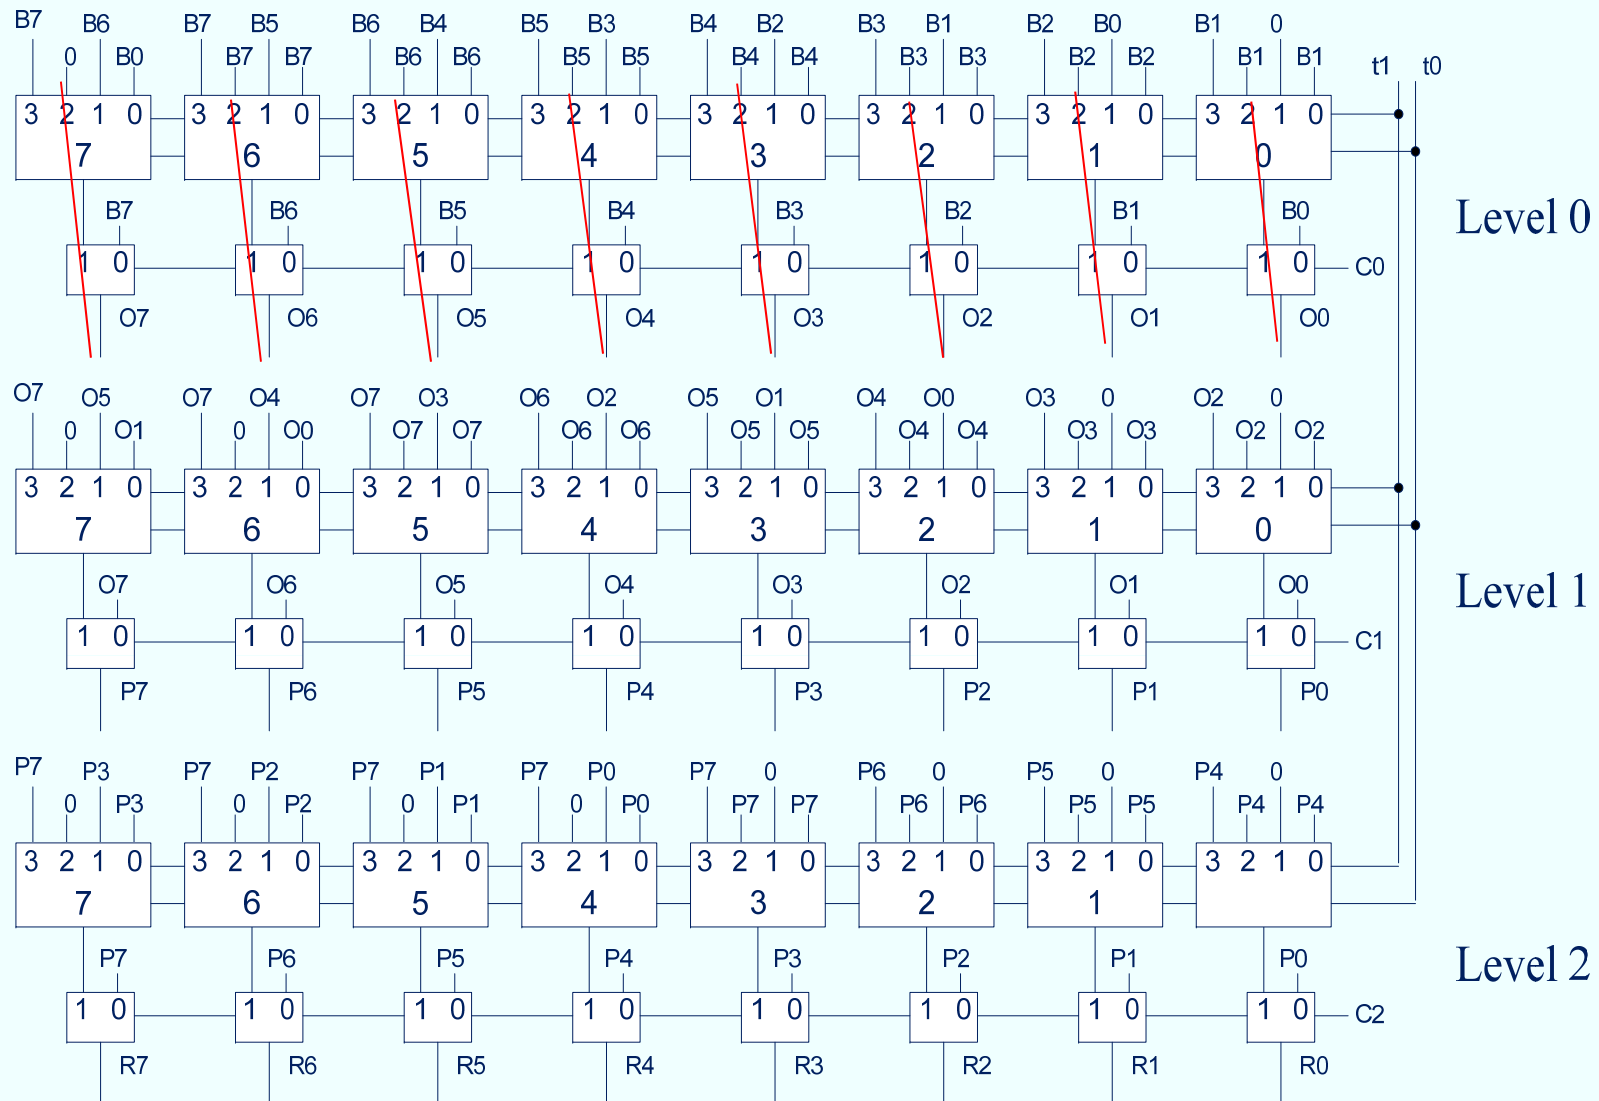 B7 B6 B7 B5 B6 B4 B5 B3 B4 B2 B3 B1 B2 B0 B1 0
0 B0 B7 B7 B6 B6 B5 B5 B4 B4 B3 B3 B2 B2 B1 B1 t1 t0
3 2 1 0 3 2 1 0 3 2 1 0 3 2 1 0 3 2 1 0 3 2 1 0 3 2 1 0 3 2 1 0
7 6 5 4 3 2 1 0
B7 B6 B5 B4 B3 B2 B1 B0 Level 0
1 0 1 0 1 0 1 0 1 0 1 0 1 0 1 0 C0
O7 O6 O5 O4 O3 O2 O1 O0
O7 O5 O7 O4 O7 O3 O6 O2 O5 O1 O4 O0 O3 0 O2 0
0 O1 0 O0 O7 O7 O6 O6 O5 O5 O4 O4 O3 O3 O2 O2
3 2 1 0 3 2 1 0 3 2 1 0 3 2 1 0 3 2 1 0 3 2 1 0 3 2 1 0 3 2 1 0
7 6 5 4 3 2 1 0
O7 O6 O5 O4 O3 O2 O1 O0 Level 1
1 0 1 0 1 0 1 0 1 0 1 0 1 0 1 0 C1
P7 P6 P5 P4 P3 P2 P1 P0
P7 P3 P7 P2 P7 P1 P7 P0 P7 0 P6 0 P5 0 P4 0
0 P3 0 P2 0 P1 0 P0 P7 P7 P6 P6 P5 P5 P4 P4
3 2 1 0 3 2 1 0 3 2 1 0 3 2 1 0 3 2 1 0 3 2 1 0 3 2 1 0 3 2 1 0
7 6 5 4 3 2 1
P7 P6 P5 P4 P3 P2 P1 P0 Level 2
1 0 1 0 1 0 1 0 1 0 1 0 1 0 1 0 C2
R7 R6 R5 R4 R3 R2 R1 R0